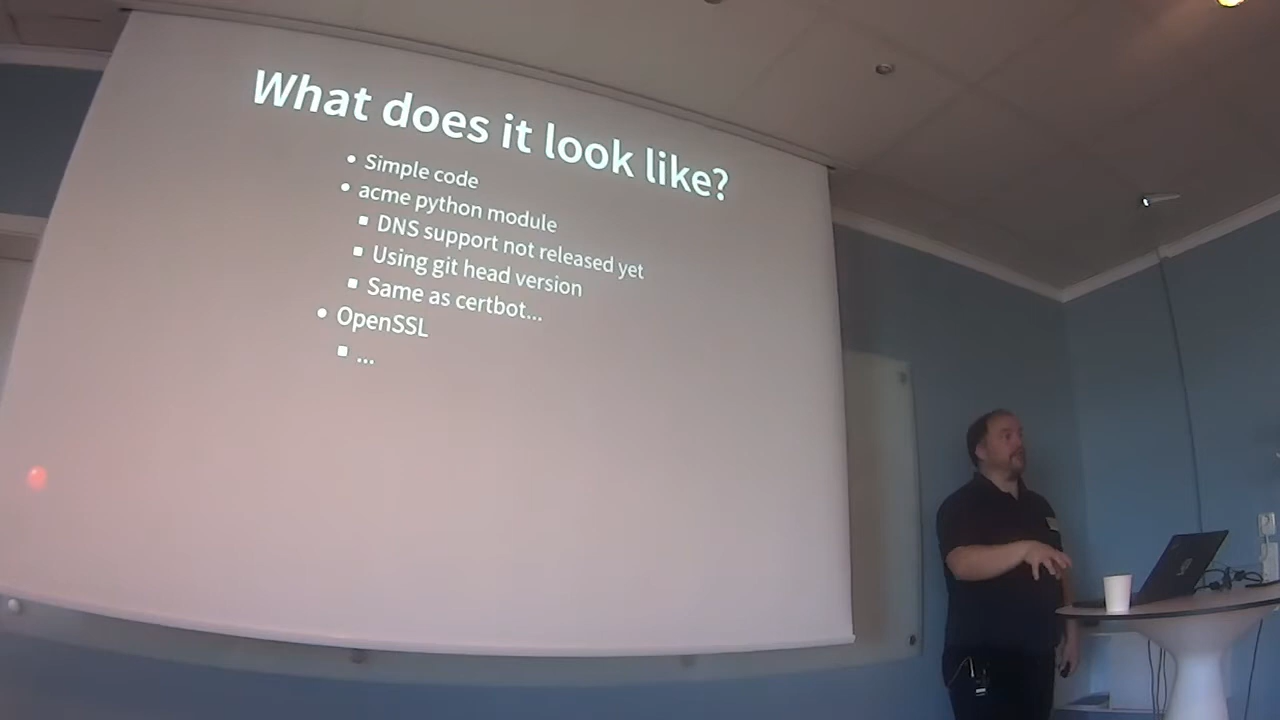 What does it look like?
• Simple code
• acme python module
▪ DNS support not released yet
▪ Using git head version
▪ Same as certbot...
• OpenSSL
▪ ...